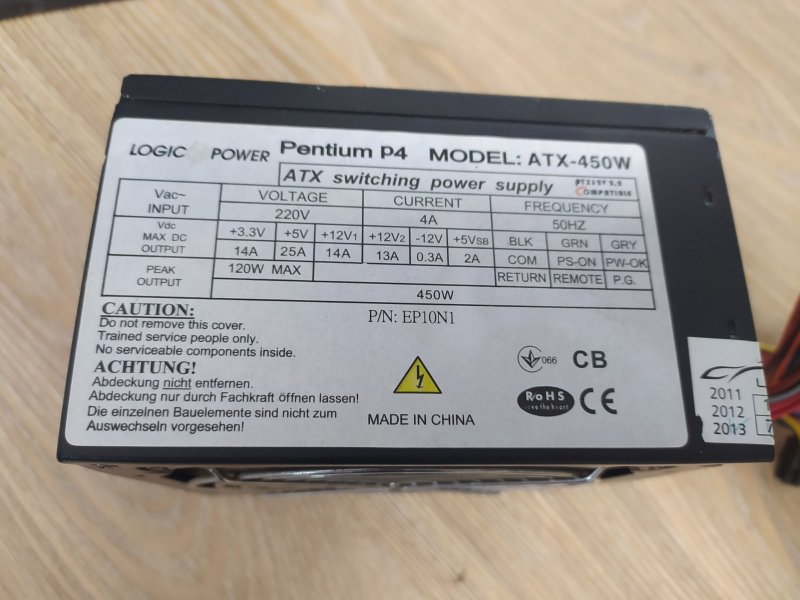 LOGIC POWER Pentium P4 MODEL: ATX-450W
ATX switching power supply
COMPATIBLE
Vac~ INPUT VOLTAGE CURRENT FREQUENCY
220V 4A 50HZ
Vdc MAX DC OUTPUT +3.3V +5V +12V1 +12V2 -12V +5VSB BLK GRN GRY
14A 25A 14A 13A 0.3A 2A COM PS-ON PW-OK
PEAK OUTPUT 120W MAX RETURN REMOTE P.G.
450W
CAUTION:
Do not remove this cover.
Trained service people only.
No serviceable components inside.
P/N: EP10N1
ACHTUNG!
Abdeckung nicht entfernen.
Abdeckung nur durch Fachkraft öffnen lassen!
Die einzelnen Bauelemente sind nicht zum
Auswechseln vorgesehen!
MADE IN CHINA
066 CB
RoHS CE
2011
2012
2013